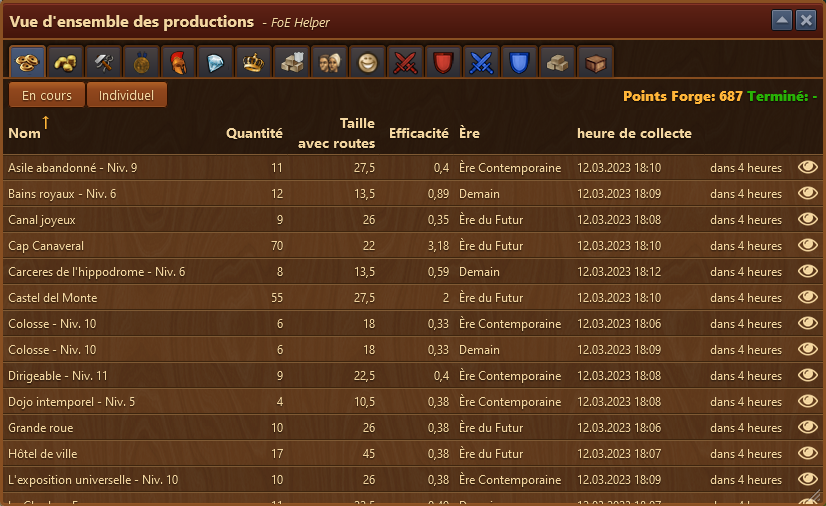 Vue d'ensemble des productions - FoE Helper
En cours Individuel Points Forge: 687 Terminé: -
Nom↑ Quantité Taille avec routes Efficacité Ère heure de collecte
Asile abandonné - Niv. 9 11 27,5 0,4 Ère Contemporaine 12.03.2023 18:10 dans 4 heures
Bains royaux - Niv. 6 12 13,5 0,89 Demain 12.03.2023 18:09 dans 4 heures
Canal joyeux 9 26 0,35 Ère du Futur 12.03.2023 18:08 dans 4 heures
Cap Canaveral 70 22 3,18 Ère du Futur 12.03.2023 18:10 dans 4 heures
Carceres de l'hippodrome - Niv. 6 8 13,5 0,59 Demain 12.03.2023 18:12 dans 4 heures
Castel del Monte 55 27,5 2 Ère du Futur 12.03.2023 18:10 dans 4 heures
Colosse - Niv. 10 6 18 0,33 Ère Contemporaine 12.03.2023 18:06 dans 4 heures
Colosse - Niv. 10 6 18 0,33 Demain 12.03.2023 18:09 dans 4 heures
Dirigeable - Niv. 11 9 22,5 0,4 Ère Contemporaine 12.03.2023 18:08 dans 4 heures
Dojo intemporel - Niv. 5 4 10,5 0,38 Ère Contemporaine 12.03.2023 18:08 dans 4 heures
Grande roue 10 26 0,38 Ère du Futur 12.03.2023 18:06 dans 4 heures
Hôtel de ville 17 45 0,38 Ère du Futur 12.03.2023 18:07 dans 4 heures
L'exposition universelle - Niv. 10 10 26 0,38 Ère Contemporaine 12.03.2023 18:09 dans 4 heures